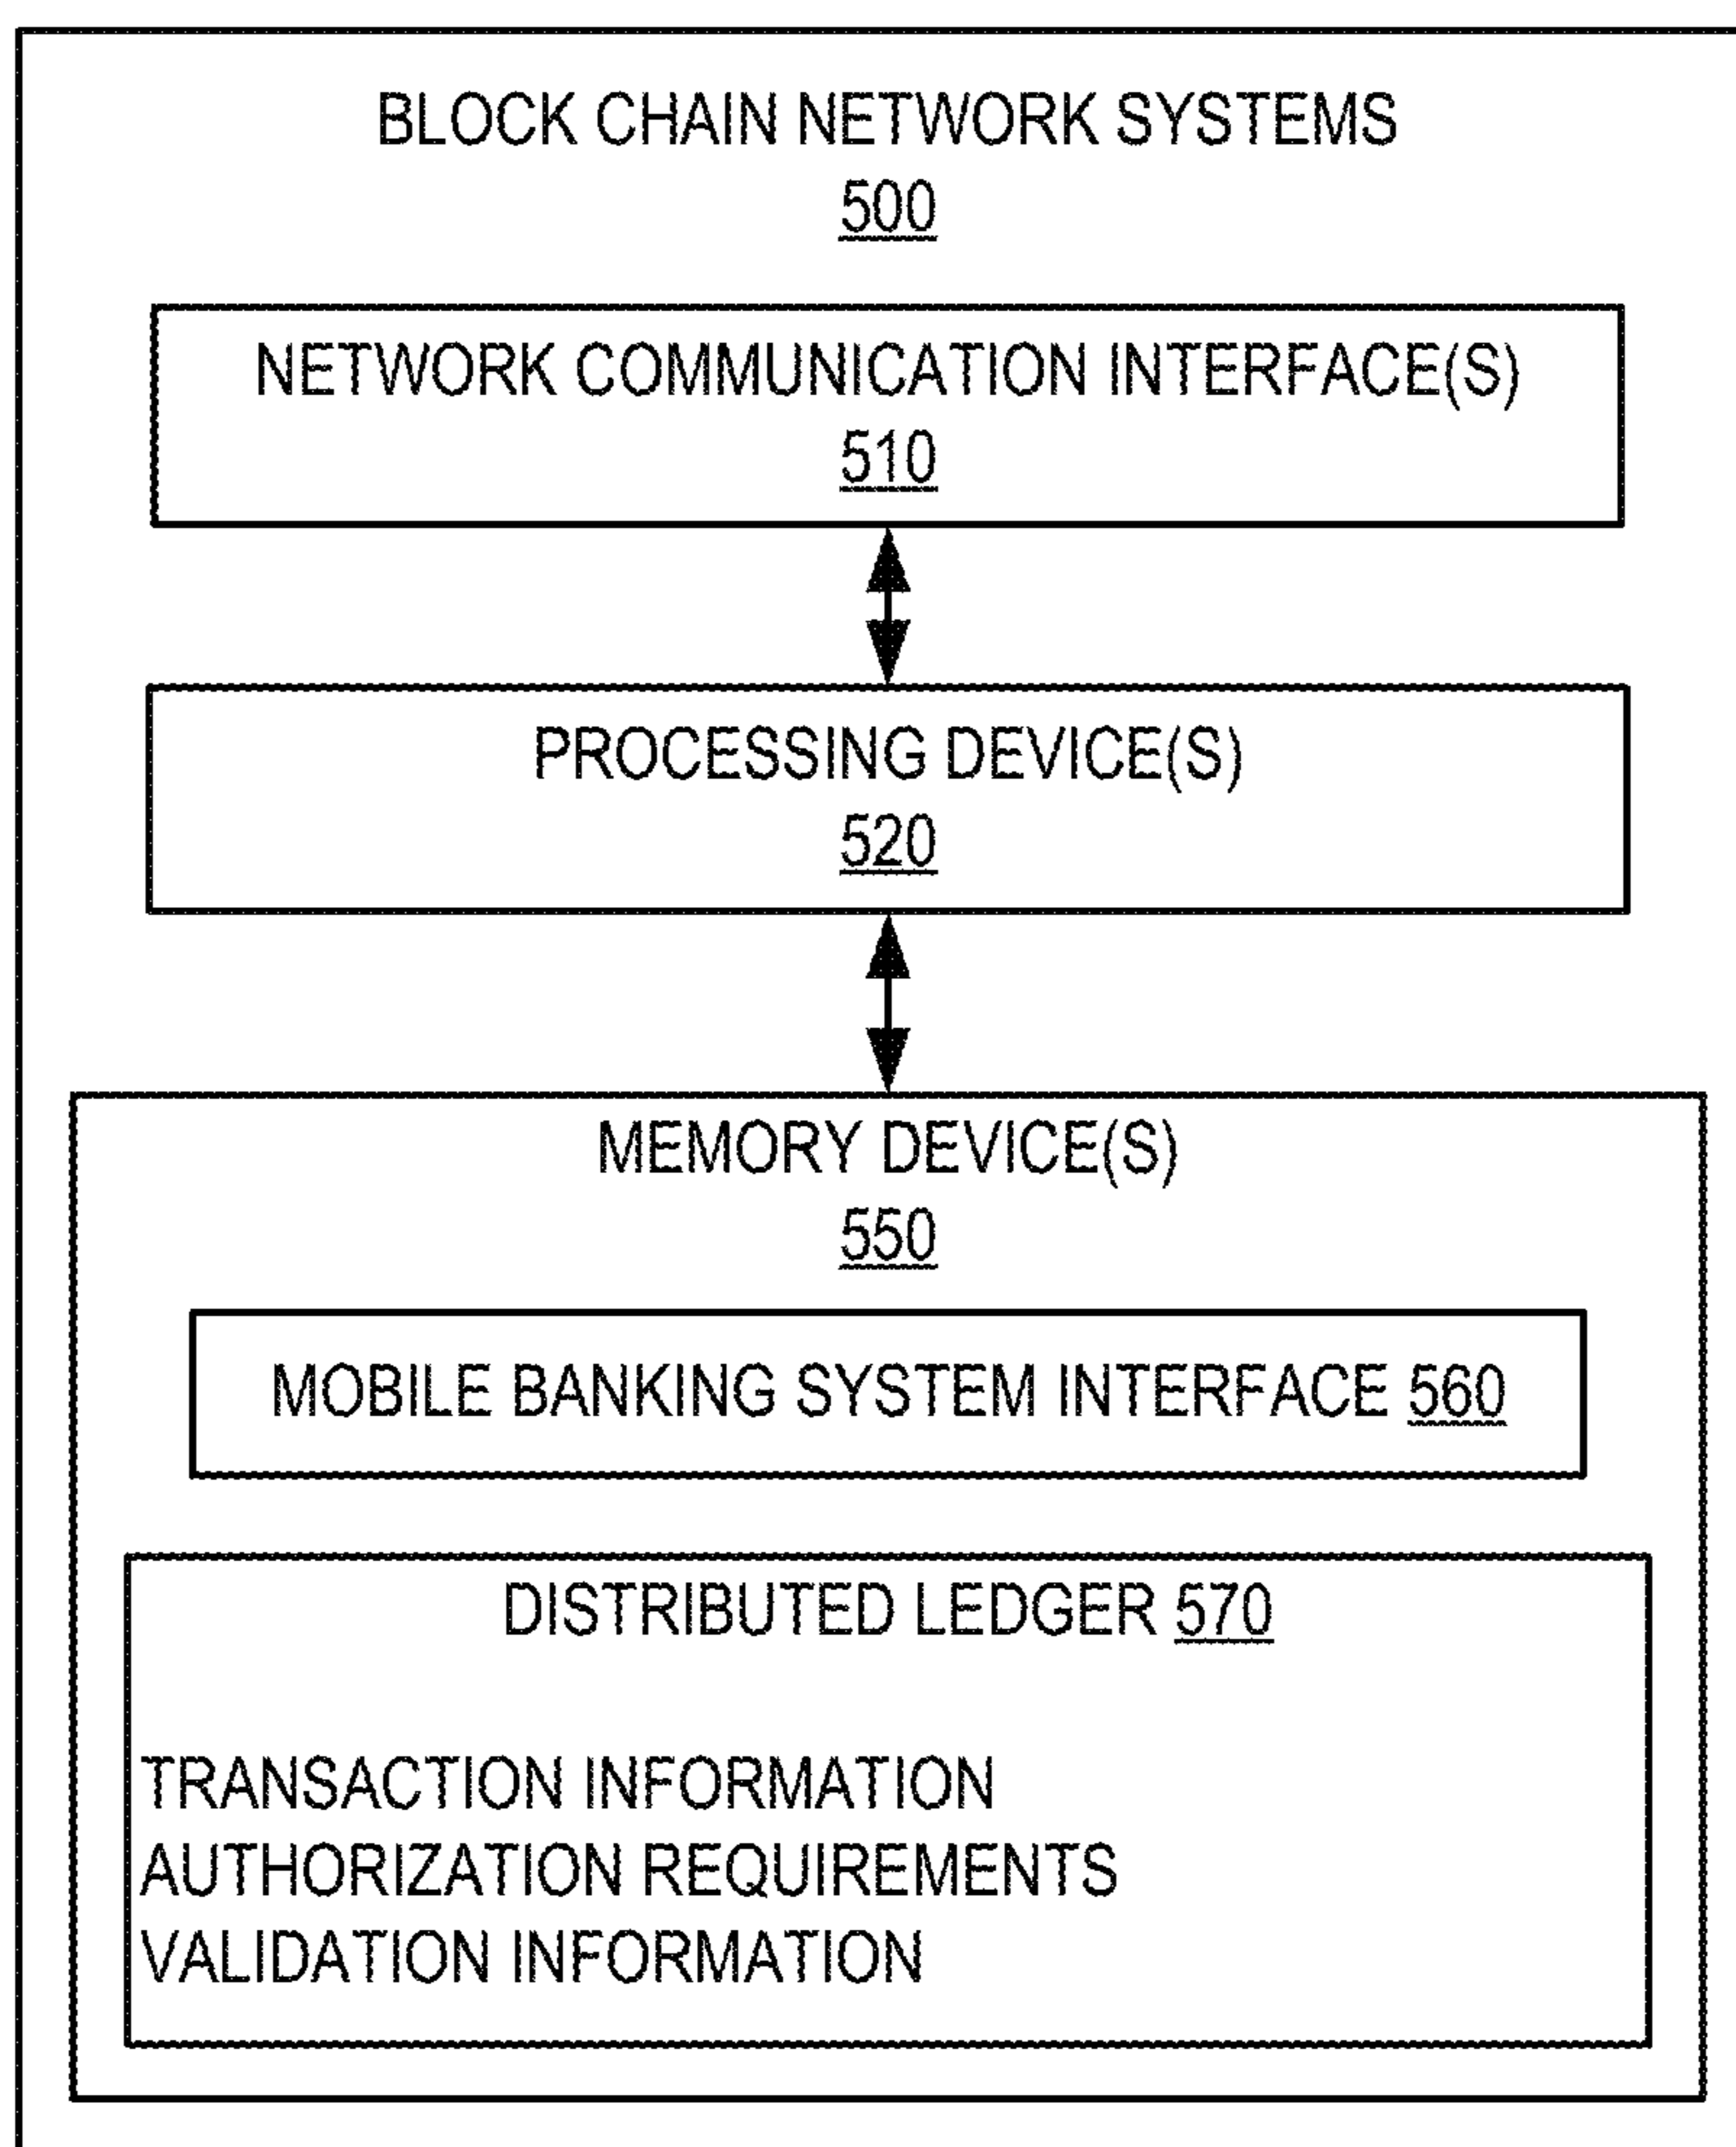 BLOCK CHAIN NETWORK SYSTEMS
500
NETWORK COMMUNICATION INTERFACE(S)
510
PROCESSING DEVICE(S)
520
MEMORY DEVICE(S)
550
MOBILE BANKING SYSTEM INTERFACE 560
DISTRIBUTED LEDGER 570
TRANSACTION INFORMATION
AUTHORIZATION REQUIREMENTS
VALIDATION INFORMATION